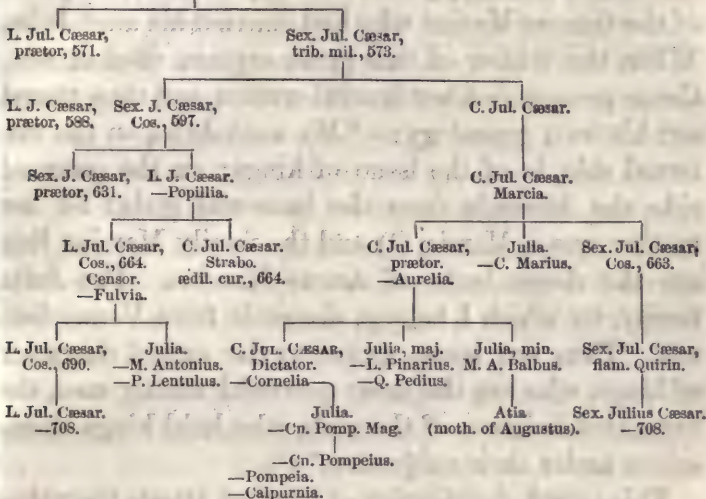 L. Jul. Cæsar,
prætor, 571.
Sex. Jul. Cæsar,
trib. mil., 573.
L. J. Cæsar,
prætor, 588.
Sex. J. Cæsar,
Cos., 597.
C. Jul. Cæsar.
Sex. J. Cæsar,
prætor, 631.
L. J. Cæsar.
—Popillia.
C. Jul. Cæsar.
Marcia.
L. Jul. Cæsar,
Cos., 664.
Censor.
—Fulvia.
C. Jul. Cæsar.
Strabo.
ædil. cur., 664.
C. Jul. Cæsar,
prætor.
—Aurelia.
Julia.
—C. Marius.
Sex. Jul. Cæsar,
Cos., 663.
L. Jul. Cæsar,
Cos., 690.
Julia.
—M. Antonius.
—P. Lentulus.
C. JUL. CÆSAR,
Dictator.
—Cornelia
Julia, maj.
—L. Pinarius.
—Q. Pedius.
Julia, min.
M. A. Balbus.
Sex. Jul. Cæsar,
flam. Quirin.
L. Jul. Cæsar.
—708.
Julia.
—Cn. Pomp. Mag.
Atia
(moth. of Augustus).
Sex. Julius Cæsar.
—708.
—Cn. Pompeius.
—Pompeia.
—Calpurnia.